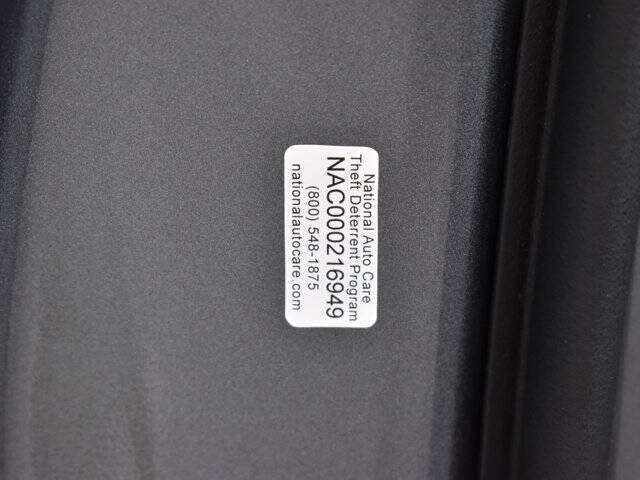 National Auto Care
Theft Deterrent Program
NAC000216949
(800) 548-1875
nationalautocare.com